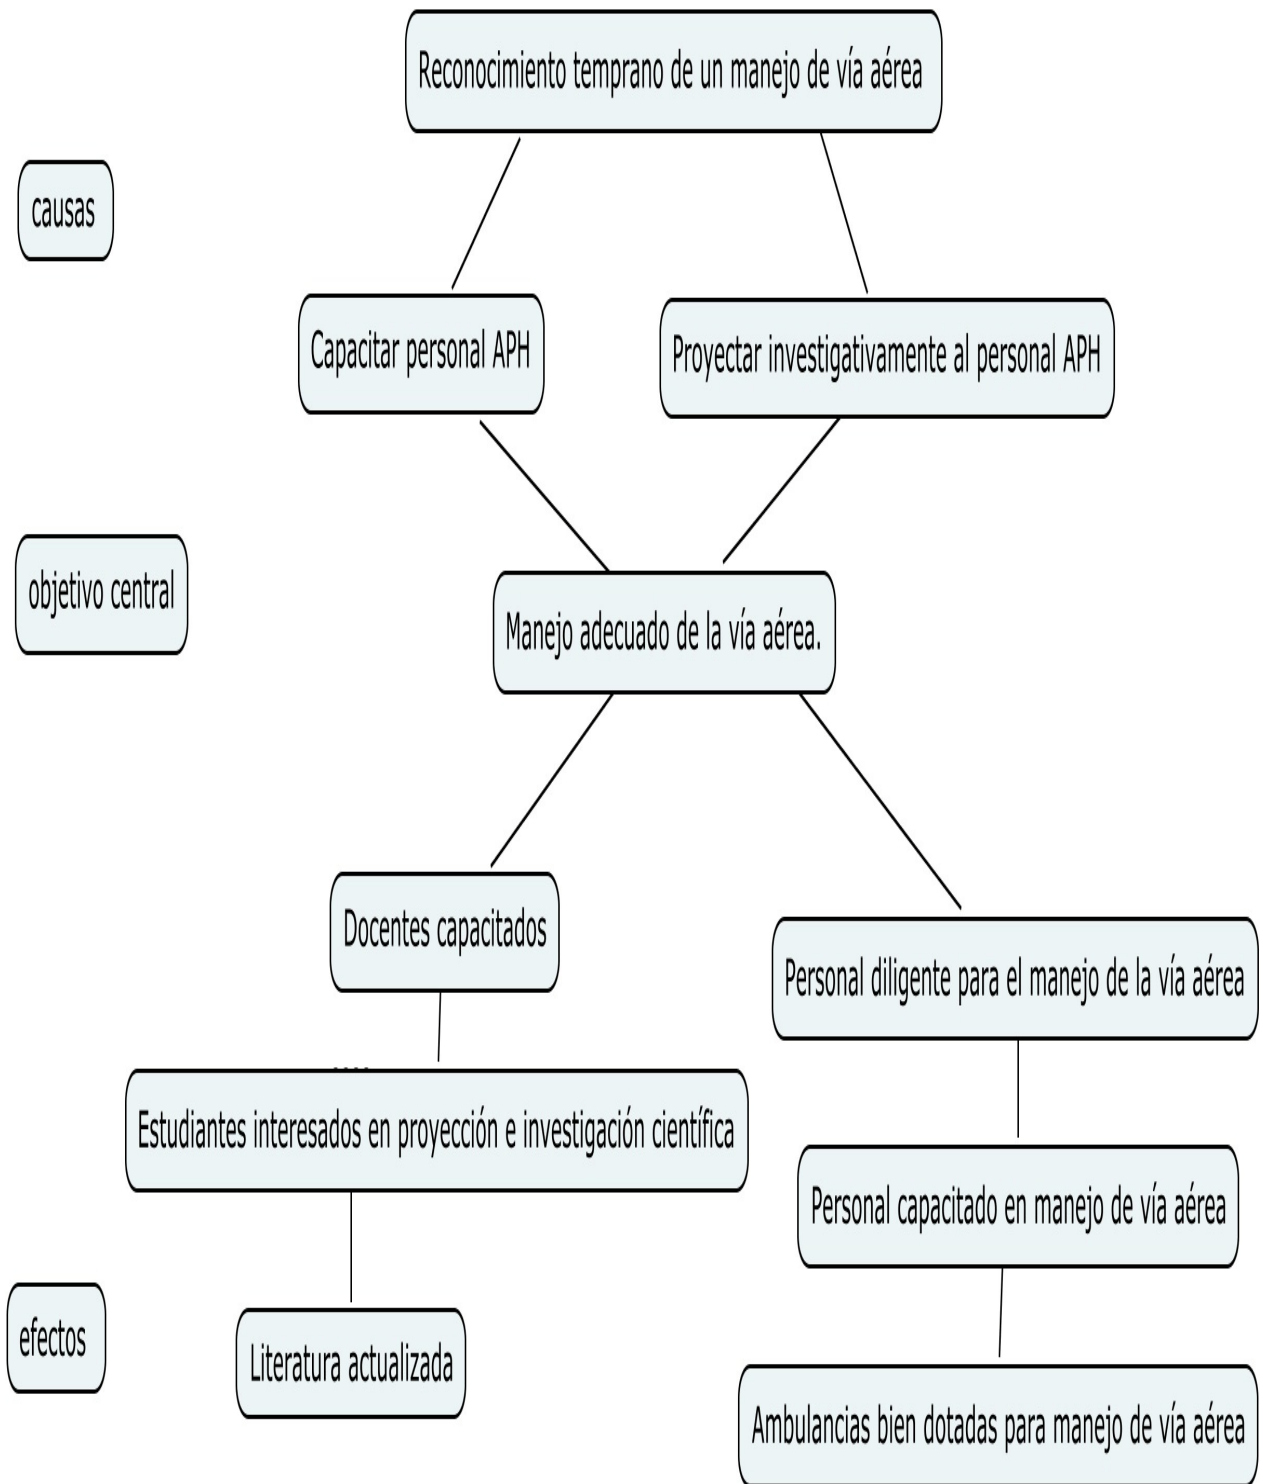 Reconocimiento temprano de un manejo de vía aérea
causas
Capacitar personal APH
Proyectar investigativamente al personal APH
objetivo central
Manejo adecuado de la vía aérea.
Docentes capacitados
Personal diligente para el manejo de la vía aérea
Estudiantes interesados en proyección e investigación científica
Personal capacitado en manejo de vía aérea
efectos
Literatura actualizada
Ambulancias bien dotadas para manejo de vía aérea